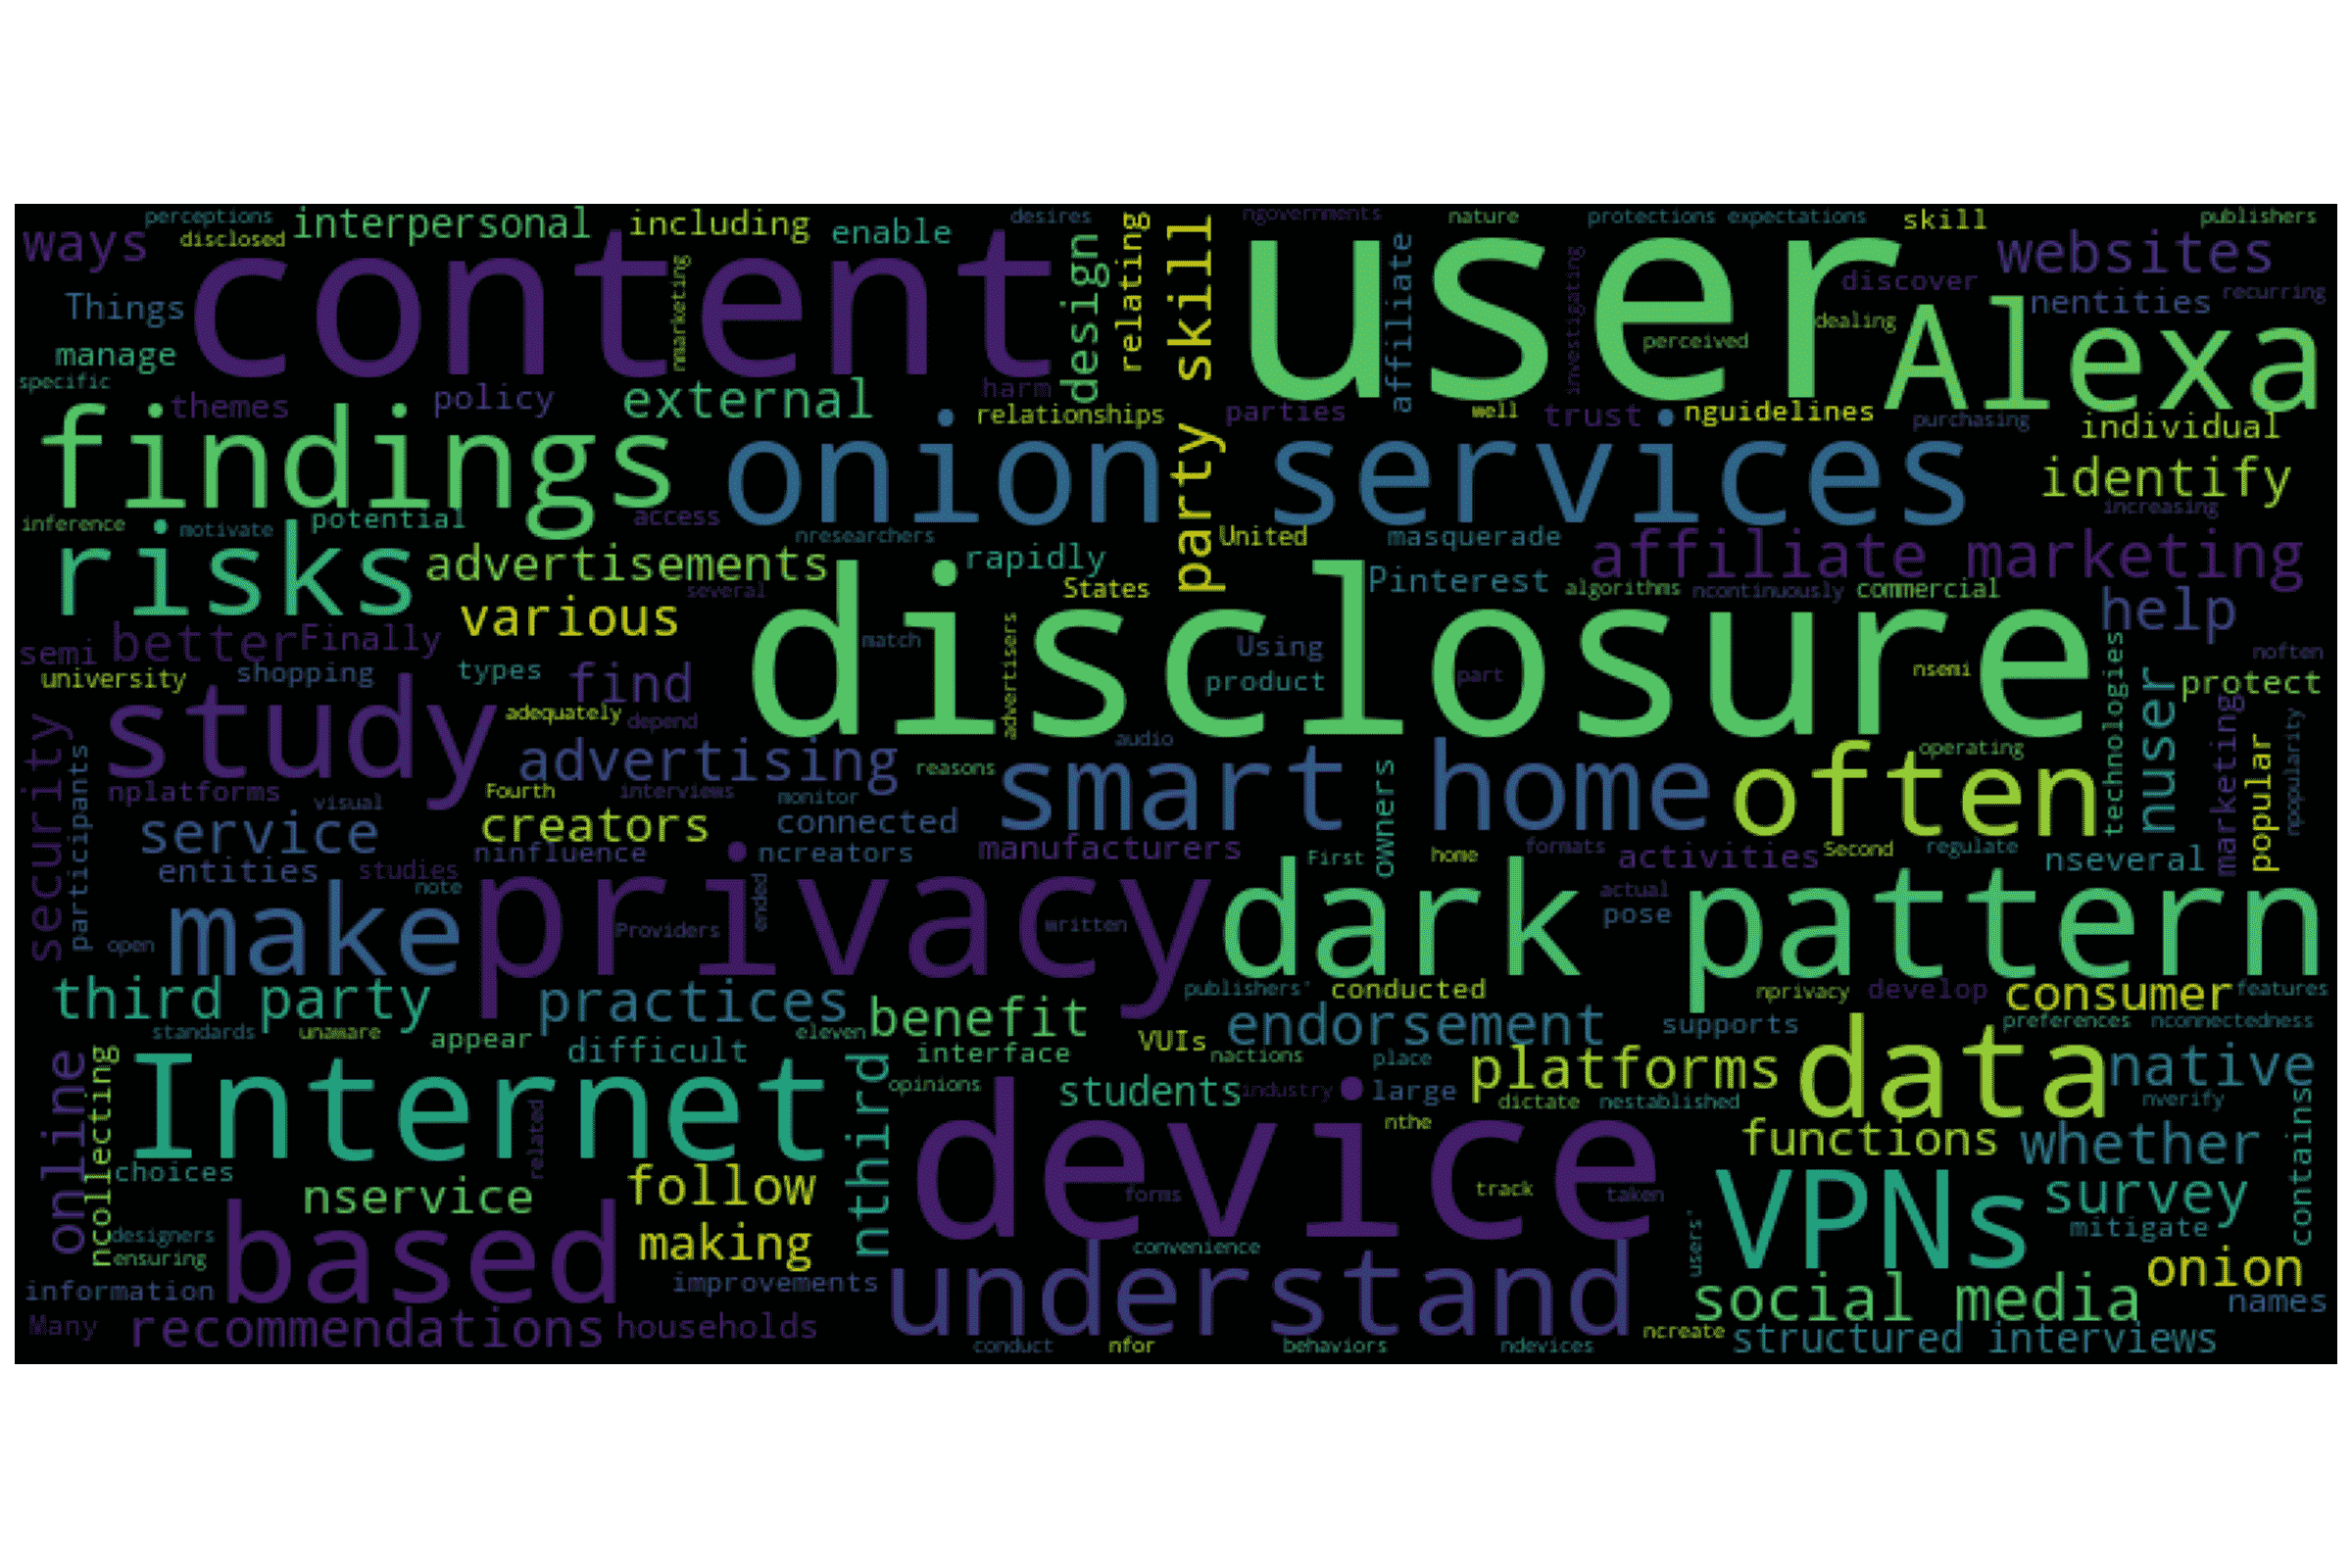 perceptions
interpersonal
including
enable
desires
ngovernments
nature
protections
expectations
skill
publishers
ways
disclosed
content
nmarketing
design
relating
party skill
user
affiliate
investigating
discover
websites
Things
manage
specific
themes
policy
external
harm
perceived
dealing
Alexa
nentities
recurring
findings
onion services
relationships
parties
well
trust
nguidelines
purchasing
individual
identify
inference
motivate
potential
access
nresearchers
United
masquerade
increasing
risks
advertisements
rapidly
affiliate marketing
several
States
Pinterest
algorithms
ncontinuously
commercial
various
disclosure
help
semi
better
Finally
match
advertisers
Using
technologies
noften
university
shopping
types
find
product
part
nsemi
protect
study
adequately
depend
nuser
marketing
npopularity
security
participants
advertising
audio
smart home
often
operating
popular
nplatforms
visual
Fourth
interviews
reasons
monitor
owners
service
creators
connected
entities
studies
ninfluence
ncreators
manufacturers
First
home
formats
activities
Second
regulate
nseveral
note
make
privacy
ended
written
Providers
dark pattern
actual
pose
open
third party
practices
benefit
publishers'
conducted
nprivacy
develop
consumer
features
standards
unaware
appear
eleven
endorsement
supports
preferences
nconnectedness
difficult
interface
VUIs
nactions
place
platforms
data
native
online
ncollecting
Internet
nthird
opinions
students
industry
large
dictate
nestablished
nverify
related
device
nthe
functions
whether
contains
choices
nservice
follow
forms
track
taken
VPNs
survey
designers
ensuring
based
making
convenience
users'
mitigate
information
improvements
understand
onion
social media
names
Many
recommendations
households
conduct
nfor
behaviors
ndevices
ncreate
structured interviews